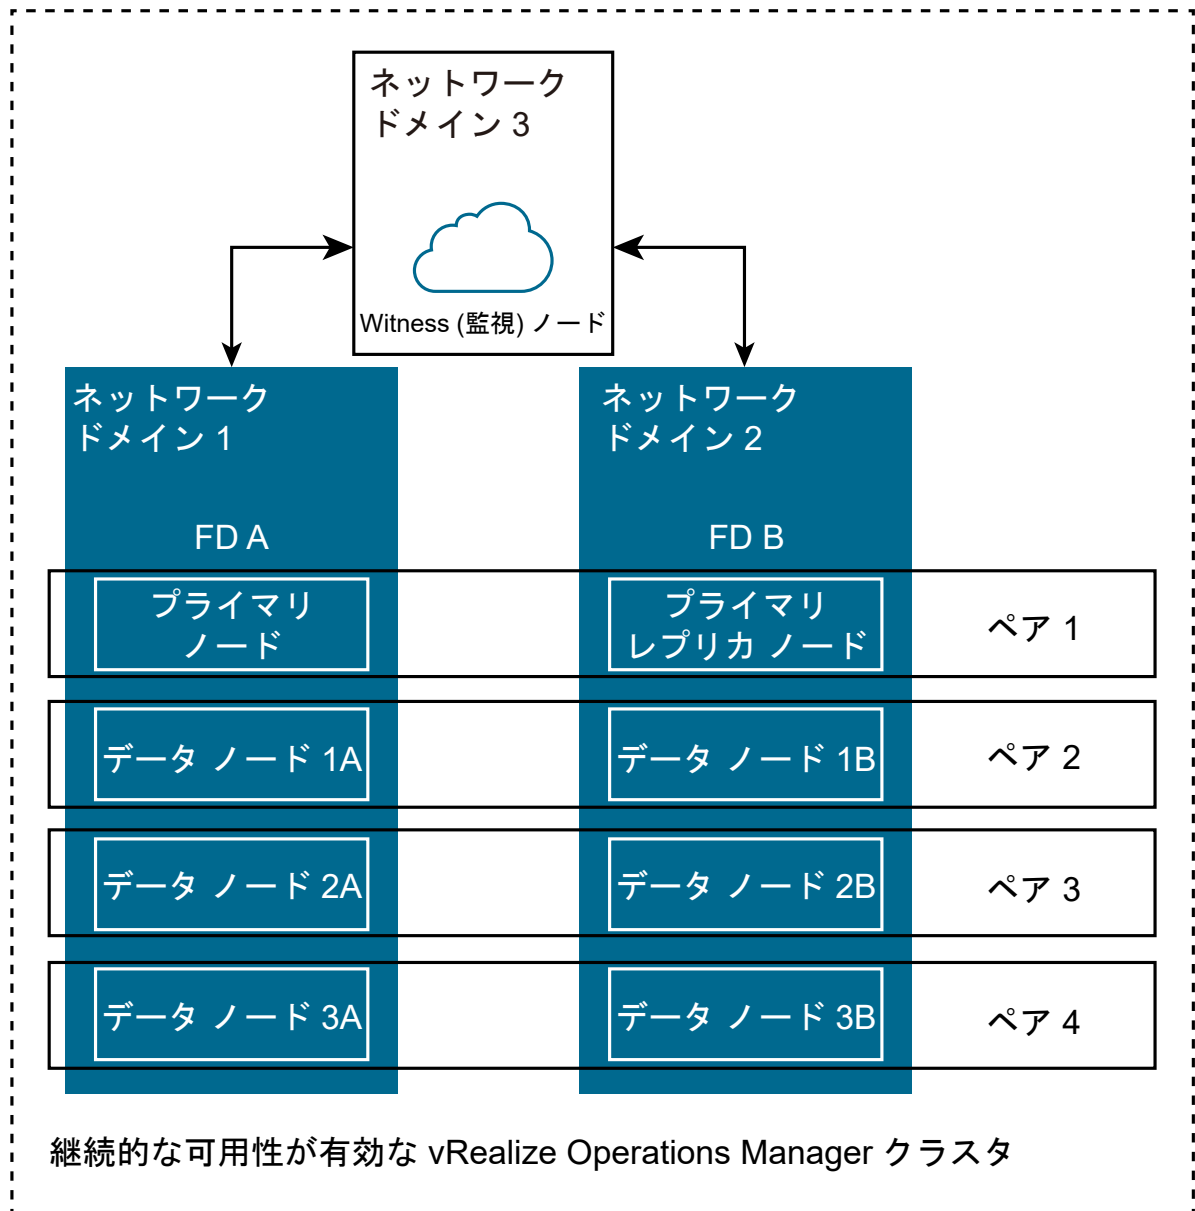 ネットワーク
ドメイン 3
Witness (監視) ノード
ネットワーク
ドメイン 1
ネットワーク
ドメイン 2
FD A
FD B
プライマリ
ノード
プライマリ
レプリカ ノード
ペア 1
データ ノード 1A
データ ノード 1B
ペア 2
データ ノード 2A
データ ノード 2B
ペア 3
データ ノード 3A
データ ノード 3B
ペア 4
継続的な可用性が有効な vRealize Operations Manager クラスタ